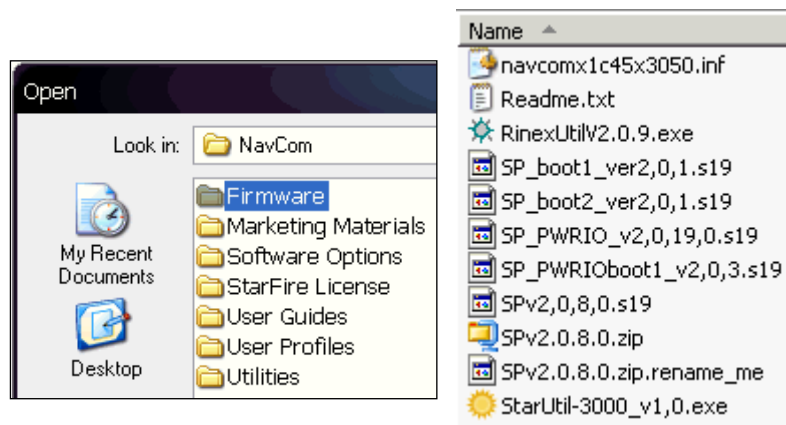 Open
Look in: NavCom
My Recent
Documents
Desktop
Firmware
Marketing Materials
Software Options
StarFire License
User Guides
User Profiles
Utilities
Name
navcomx1c45x3050.inf
Readme.txt
RinexUtilV2.0.9.exe
SP_boot1_ver2,0,1.s19
SP_boot2_ver2,0,1.s19
SP_PWRIO_v2,0,19,0.s19
SP_PWRIOboot1_v2,0,3.s19
SPv2,0,8,0.s19
SPv2.0.8.0.zip
SPv2.0.8.0.zip.rename_me
StarUtil-3000_v1,0.exe